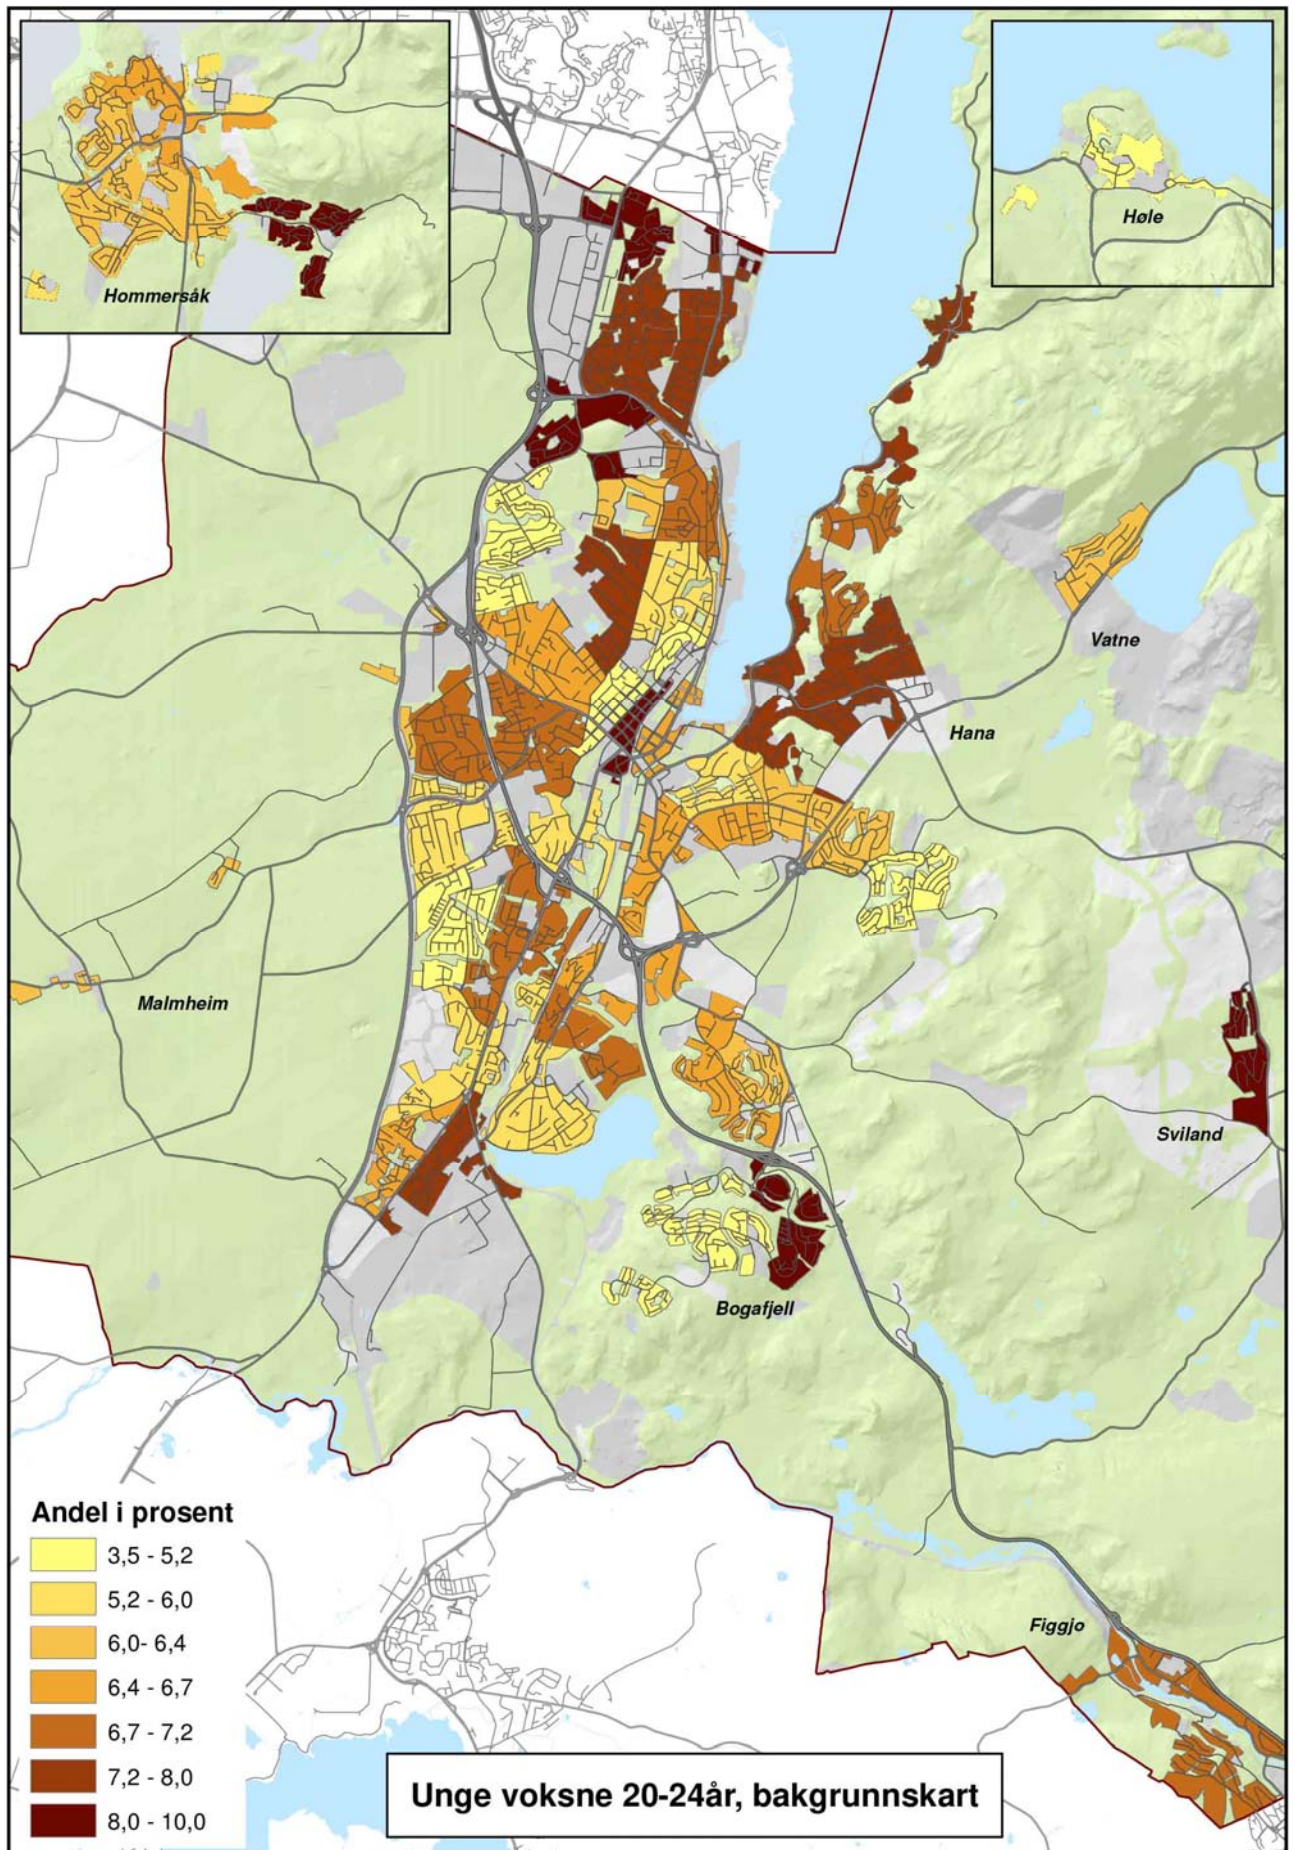 Hommersåk
Høle
Vatne
Hana
Malmheim
Sviland
Bogafjell
Figgjo
Andel i prosent
3,5 - 5,2
5,2 - 6,0
6,0- 6,4
6,4 - 6,7
6,7 - 7,2
7,2 - 8,0
8,0 - 10,0
Unge voksne 20-24år, bakgrunnskart